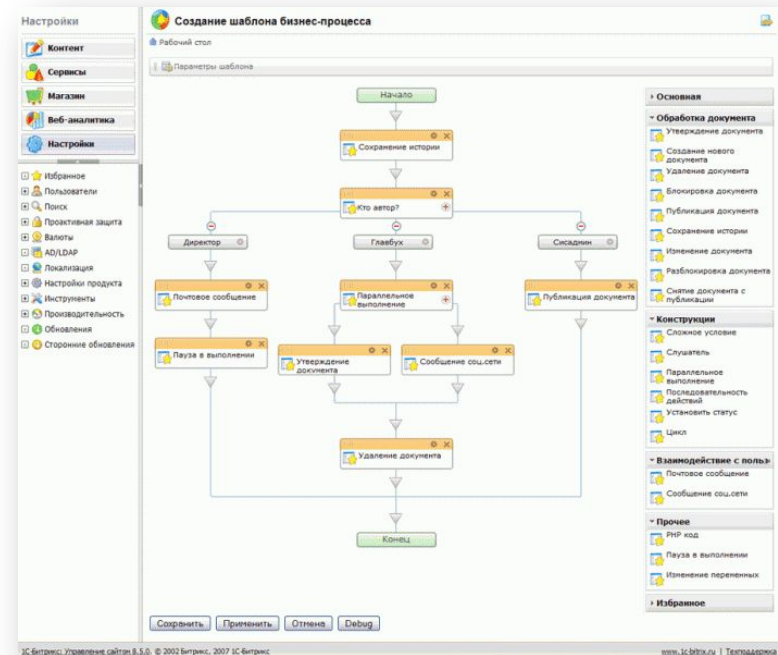 Настройки
Контент
Сервисы
Магазин
Веб-аналитика
Настройки
Избранное
Пользователи
Поиск
Проактивная защита
Валюты
AD/LDAP
Локализация
Настройки продукта
Инструменты
Производительность
Обновления
Сторонние обновления
Создание шаблона бизнес-процесса
Рабочий стол
Параметры шаблона
Начало
Сохранение истории
Кто автор?
Директор
Главбух
Сисадмин
Почтовое сообщение
Параллельное
выполнение
Публикация документа
Пауза в выполнении
Утверждение
документа
Сообщение соц.сети
Удаление документа
Конец
Сохранить
Применить
Отмена
Debug
Основная
Обработка документа
Утверждение документа
Создание нового
документа
Удаление документа
Блокировка документа
Публикация документа
Сохранение истории
Изменение документа
Разблокировка документа
Снятие документа с
публикации
Конструкции
Сложное условие
Слушатель
Параллельное
выполнение
Последовательность
действий
Установить статус
Цикл
Взаимодействие с польз
Почтовое сообщение
Сообщение соц.сети
Прочее
PHP код
Пауза в выполнении
Изменение переменных
Избранное
1С-Битрикс: Управление сайтом 8.5.0. © 2002 Битрикс, 2007 1С-Битрикс
www.1c-bitrix.ru | Техподдержка